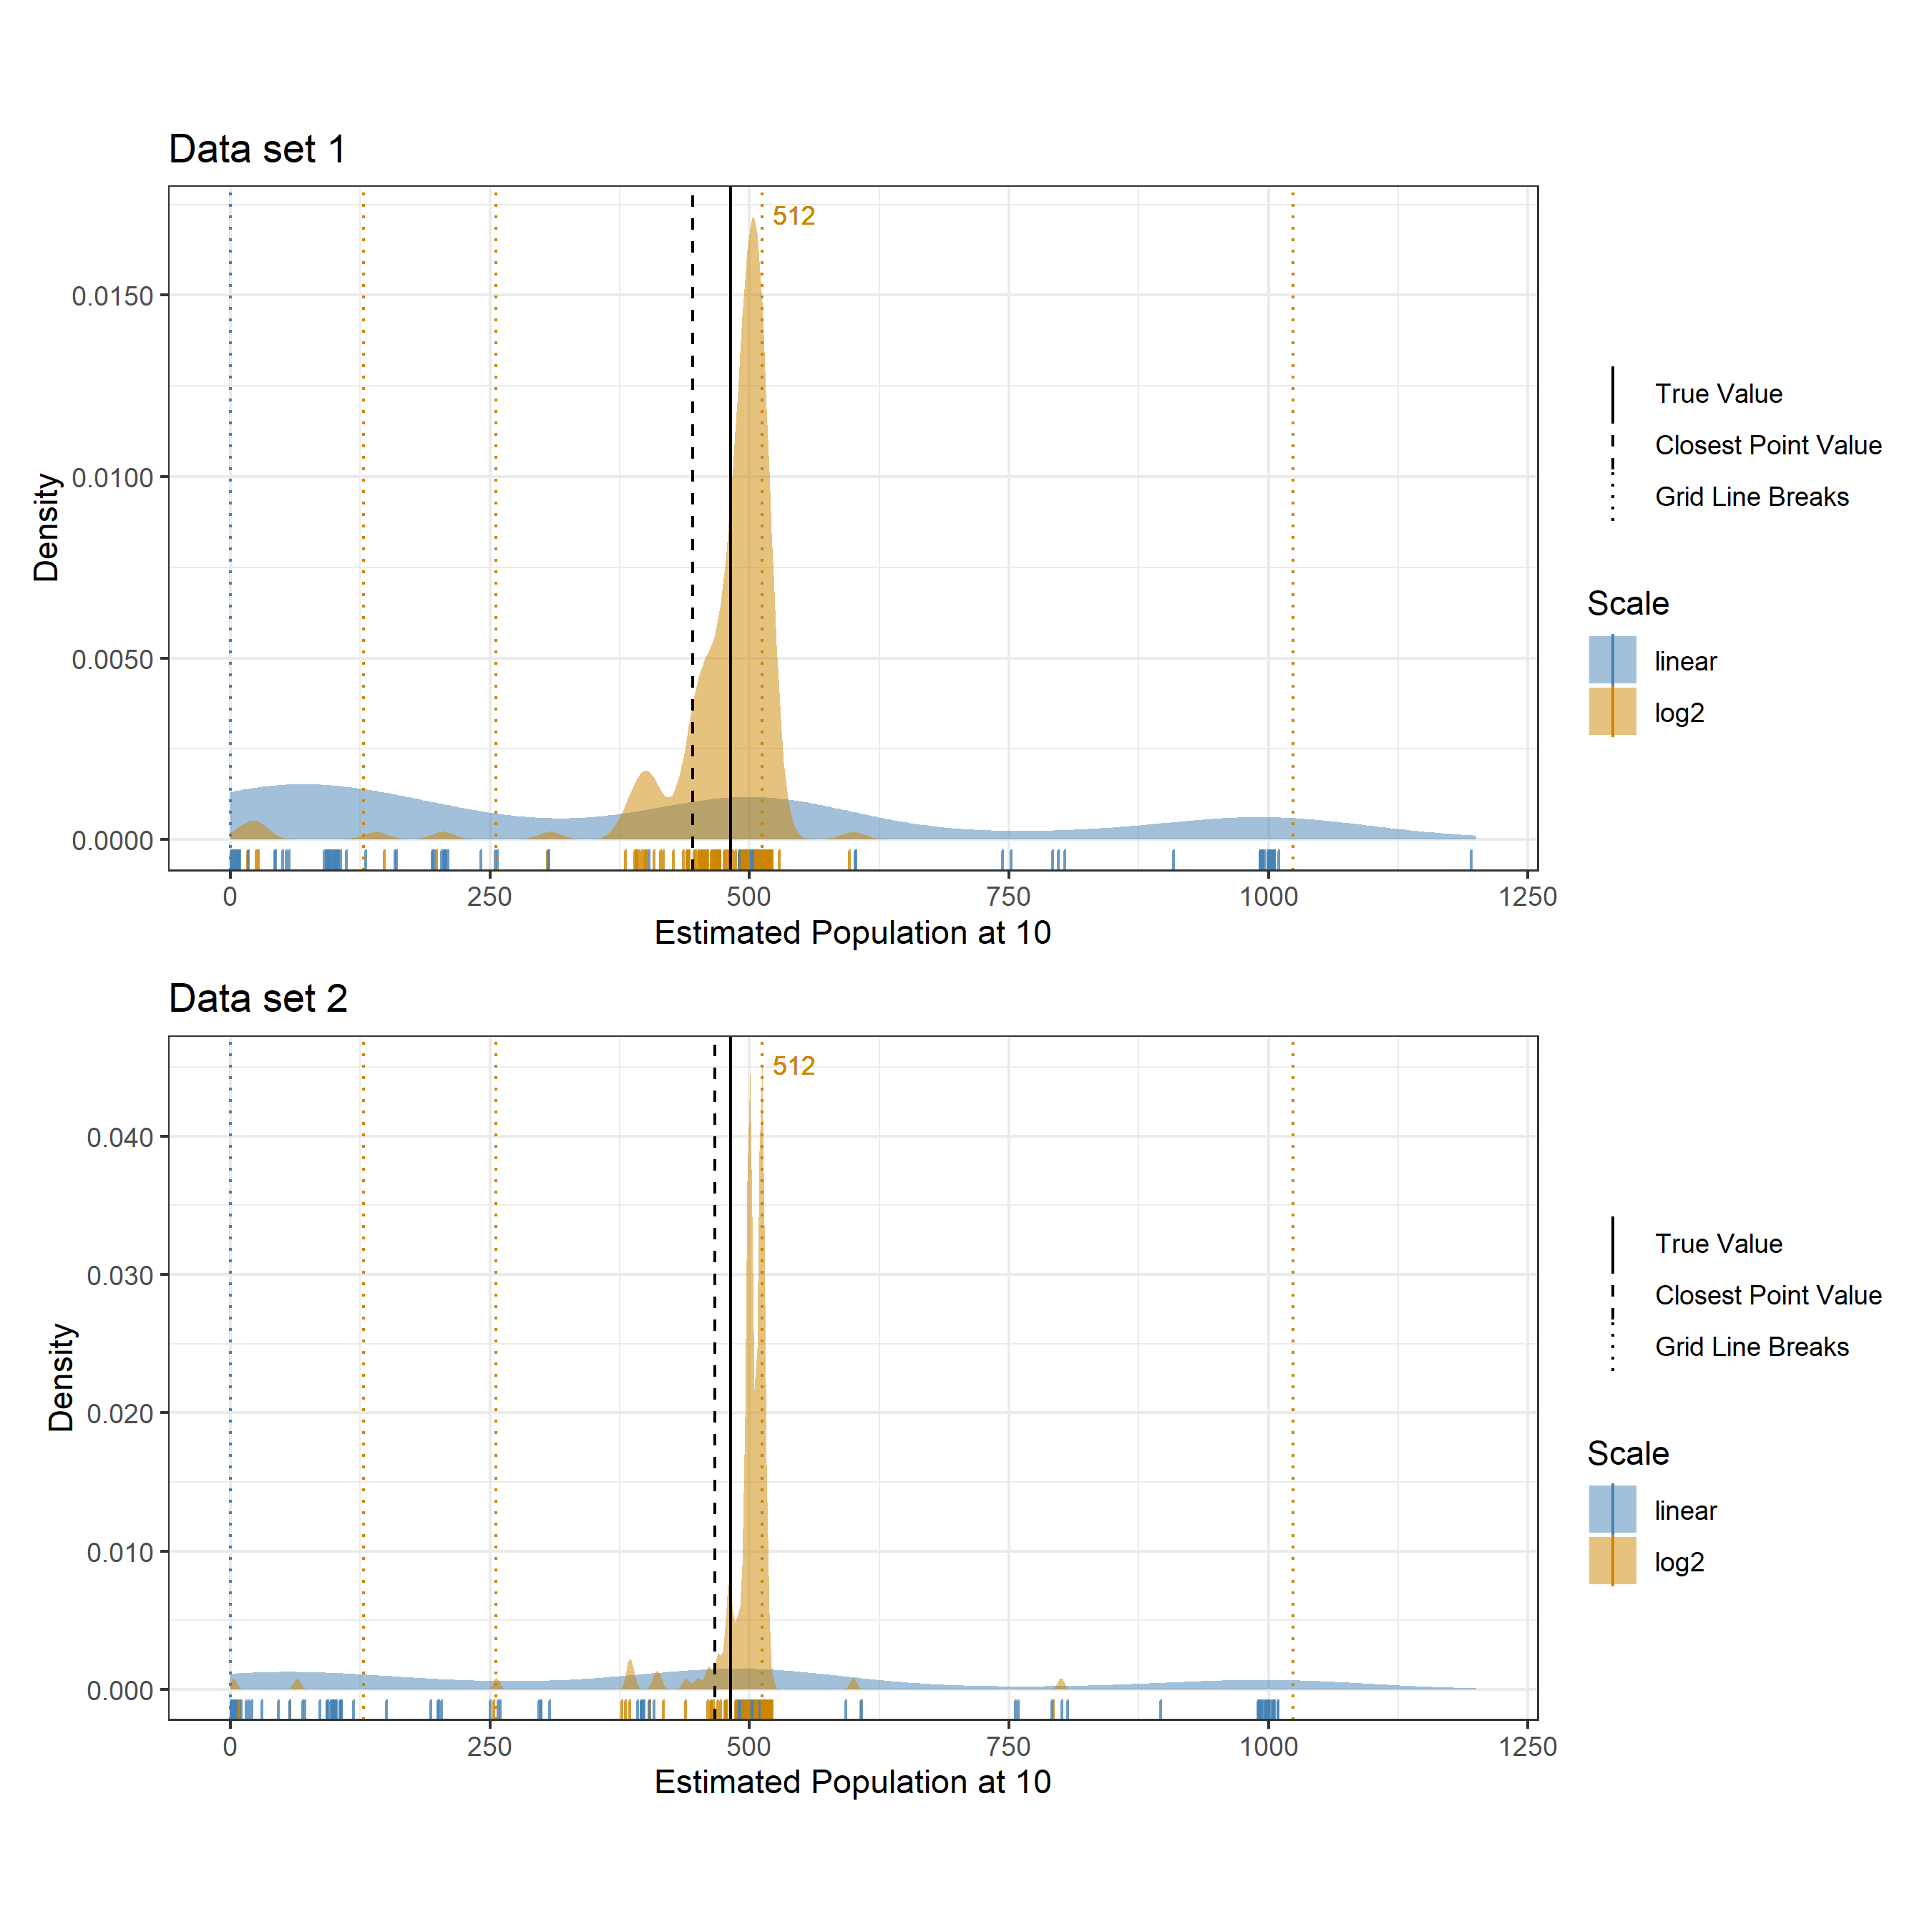 Data set 1
512
0.0150
0.0100
0.0050
0.0000
Density
0 250 500 750 1000 1250
Estimated Population at 10
True Value
Closest Point Value
Grid Line Breaks
Scale
linear
log2
Data set 2
512
0.040
0.030
0.020
0.010
0.000
Density
0 250 500 750 1000 1250
Estimated Population at 10
True Value
Closest Point Value
Grid Line Breaks
Scale
linear
log2